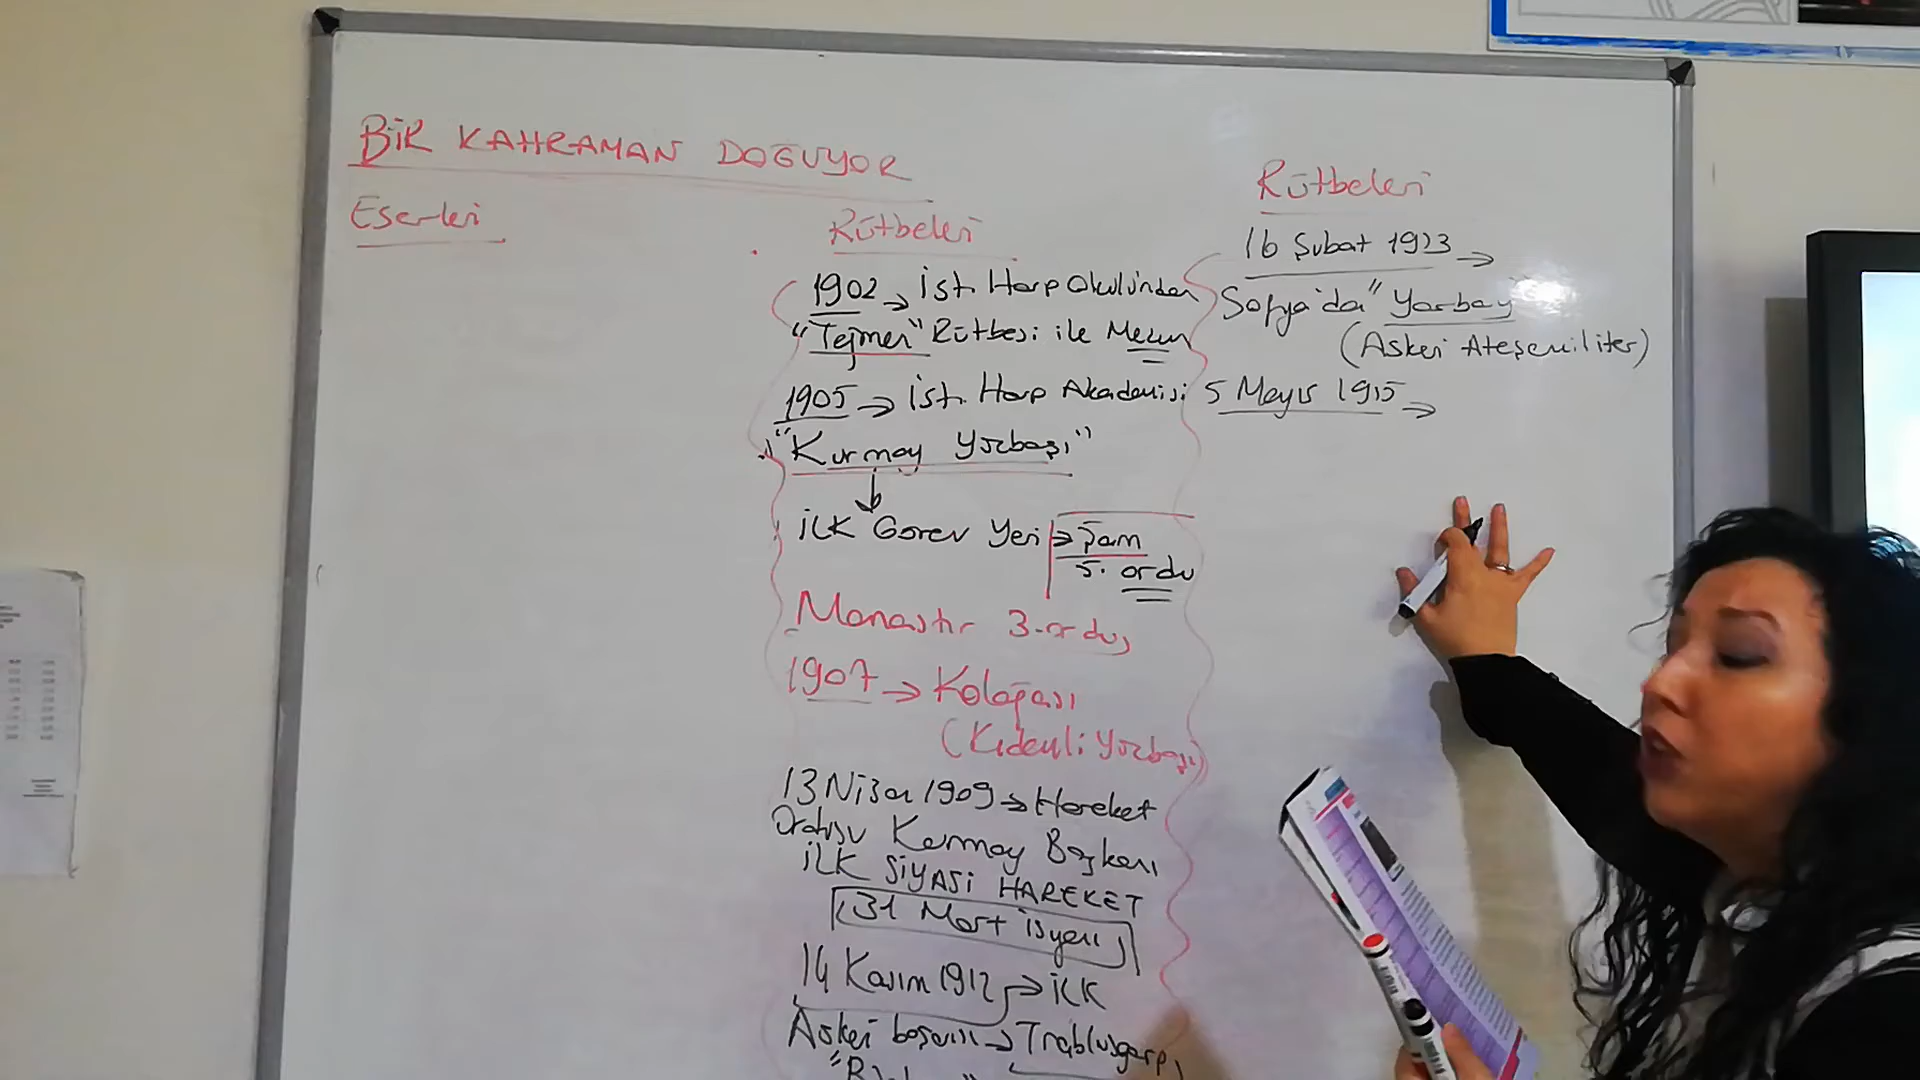 BİR KAHRAMAN DOĞUYOR
Eserleri
Rütbeleri
1902 → İst. Harp Okulundan
"Teğmen" Rütbesi ile Mezun
1905 → İst. Harp Akademisi
"Kurmay Yüzbaşı"
↓
İLK Görev Yeri → Şam
5. ordu
Manastır 3. ordu
1907 → Kolağası
(Kıdemli Yüzbaşı)
13 Nisan 1909 → Hareket
Ordusu Kurmay Başkanı
İLK SİYASİ HAREKET
(31 Mart isyanı)
14 Kasım 1912 → İLK
Askeri başarısı → Trablusgarp
Rütbeleri
16 Şubat 1923 →
Sofya'da "Yarbay"
(Askeri Ateşemiliter)
5 Mayıs 1915 →